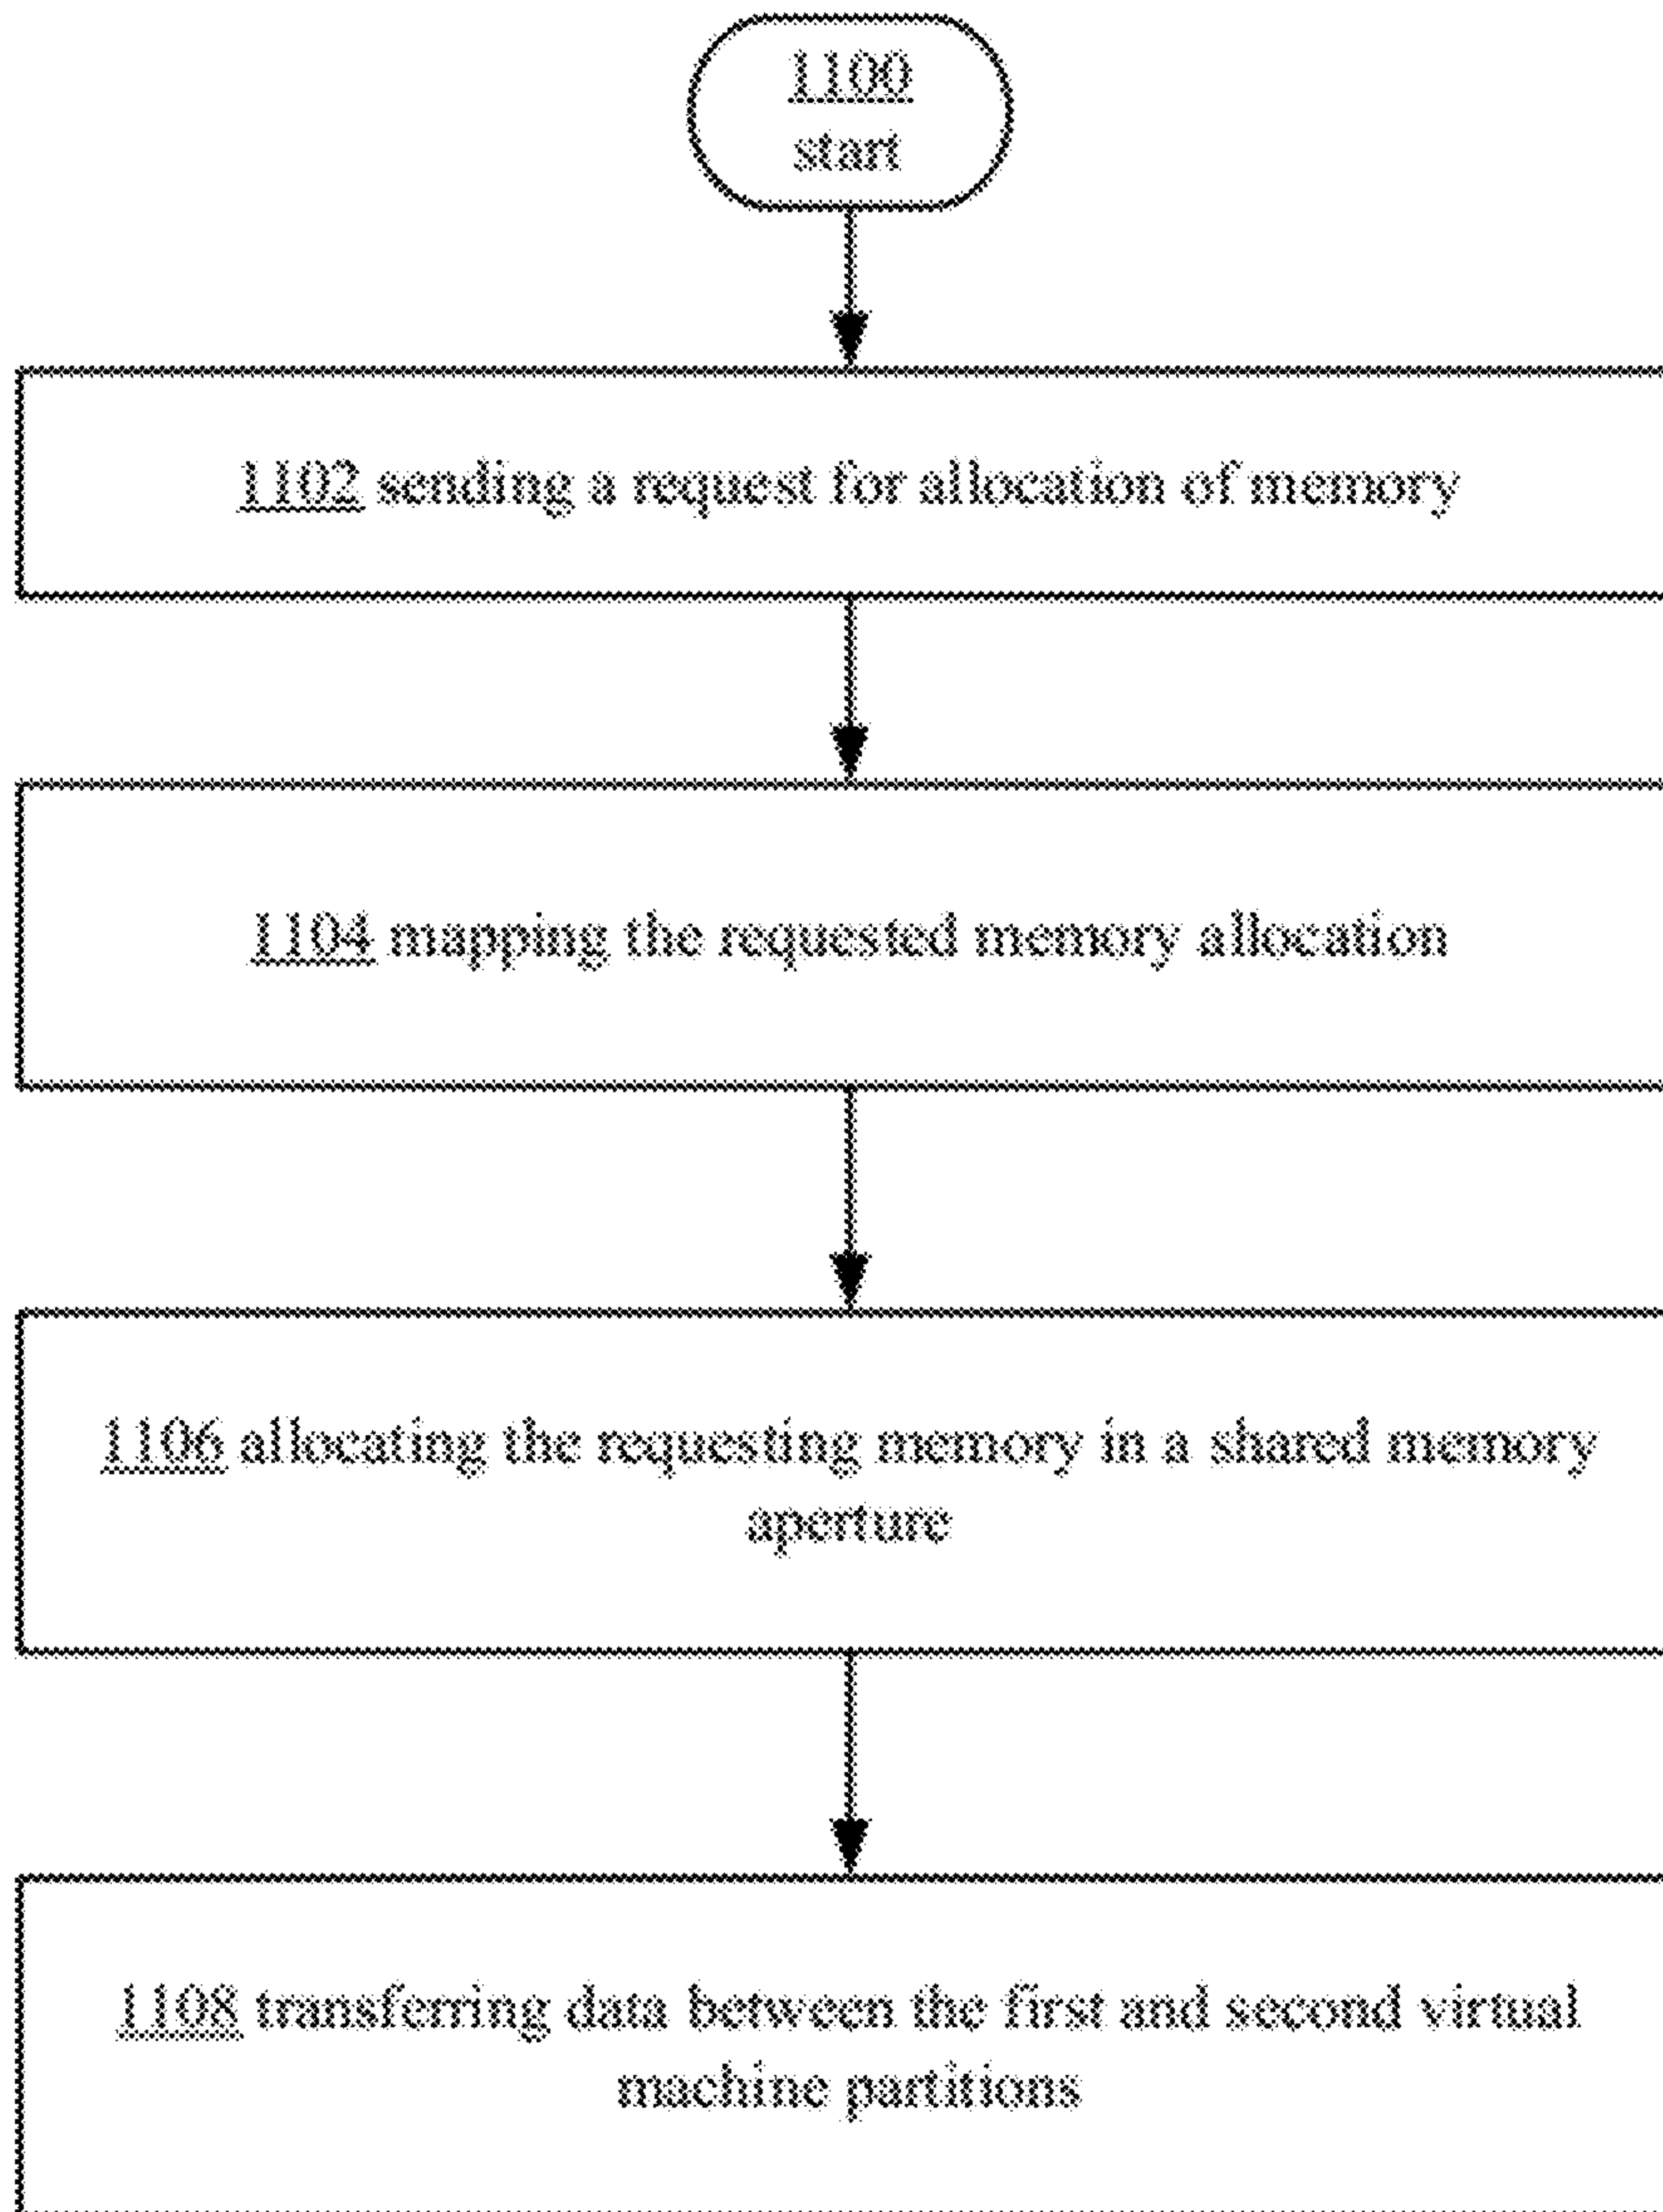 1100
start
1102 sending a request for allocation of memory
1104 mapping the requested memory allocation
1106 allocating the requesting memory in a shared memory
aperture
1108 transferring data between the first and second virtual
machine partitions